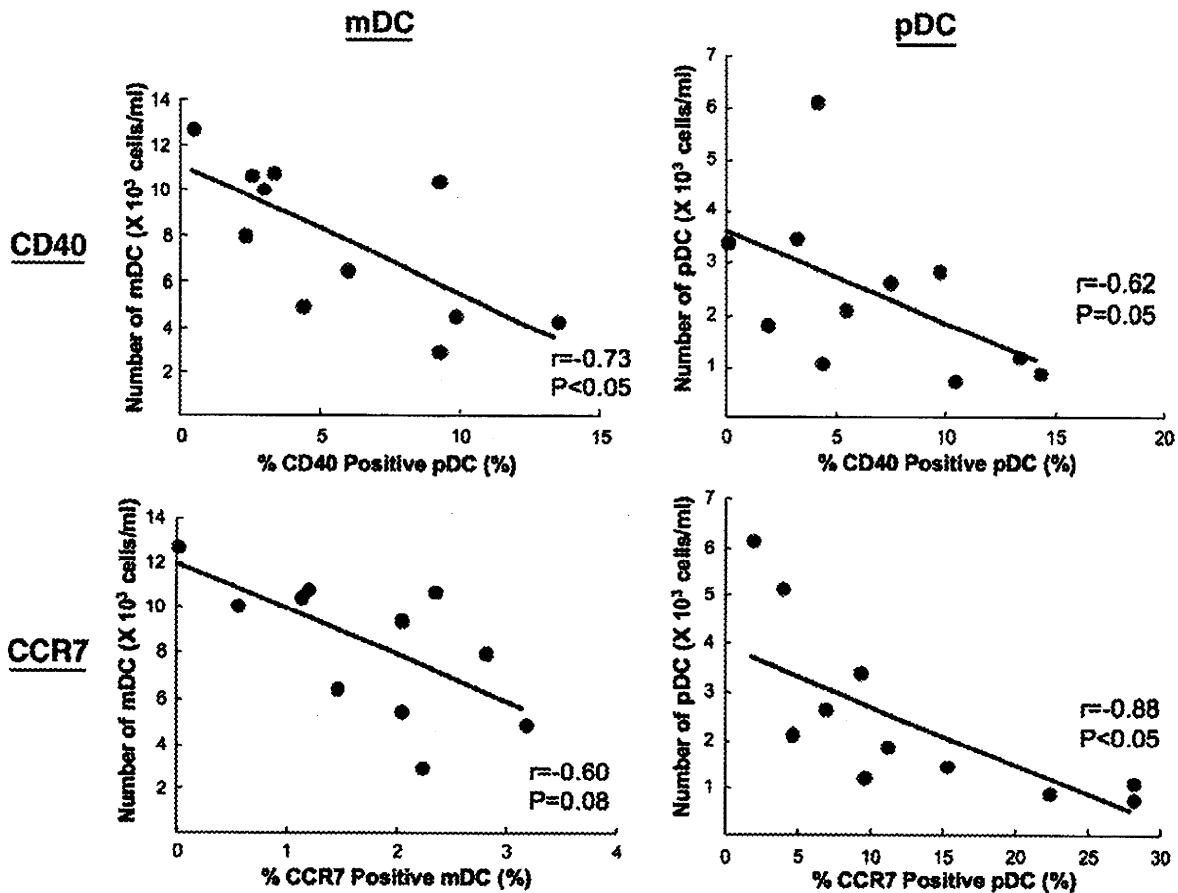 mDC
pDC
CD40
Number of mDC (X 10³ cells/ml)
14
12
10
8
6
4
2
0
5
10
15
% CD40 Positive pDC (%)
r=-0.73
P<0.05
Number of pDC (X 10³ cells/ml)
7
6
5
4
3
2
1
0
5
10
15
20
% CD40 Positive pDC (%)
r=-0.62
P=0.05
CCR7
Number of mDC (X 10³ cells/ml)
14
12
10
8
6
4
2
0
1
2
3
4
% CCR7 Positive mDC (%)
r=-0.60
P=0.08
Number of pDC (X 10³ cells/ml)
7
6
5
4
3
2
1
0
5
10
15
20
25
30
% CCR7 Positive pDC (%)
r=-0.88
P<0.05